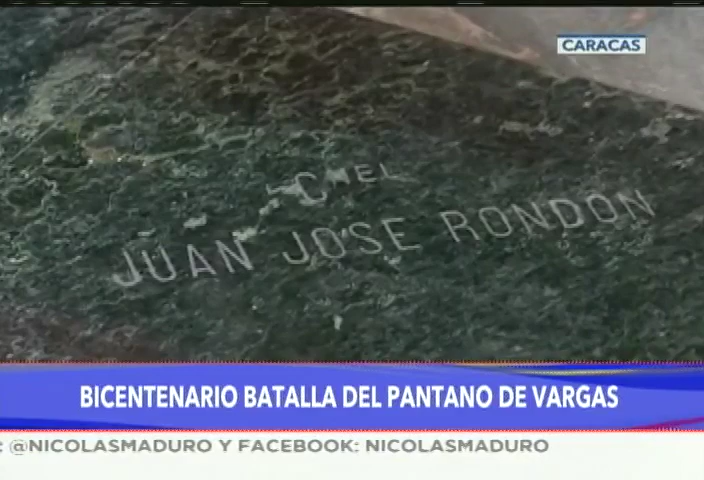 CARACAS
CNEL
JUAN JOSE RONDON
BICENTENARIO BATALLA DEL PANTANO DE VARGAS
: @NICOLASMADURO Y FACEBOOK: NICOLASMADURO